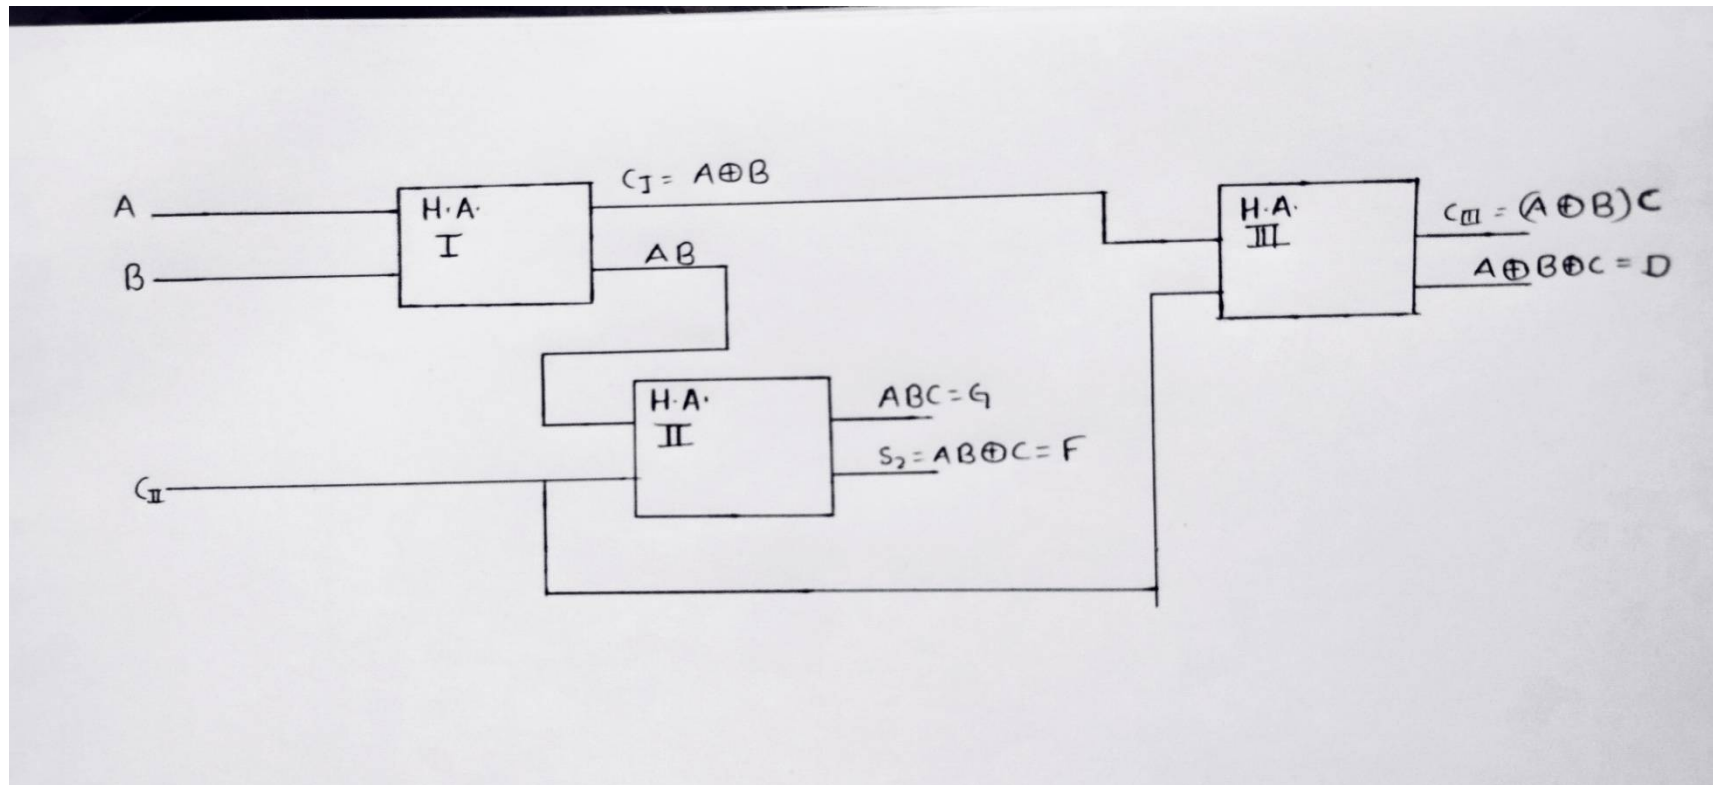 C_I = A⊕B
A
H.A.
I
H.A.
III
C_III = (A⊕B)C
AB
A⊕B⊕C = D
B
H.A.
II
ABC=G
S₂=AB⊕C=F
C_II